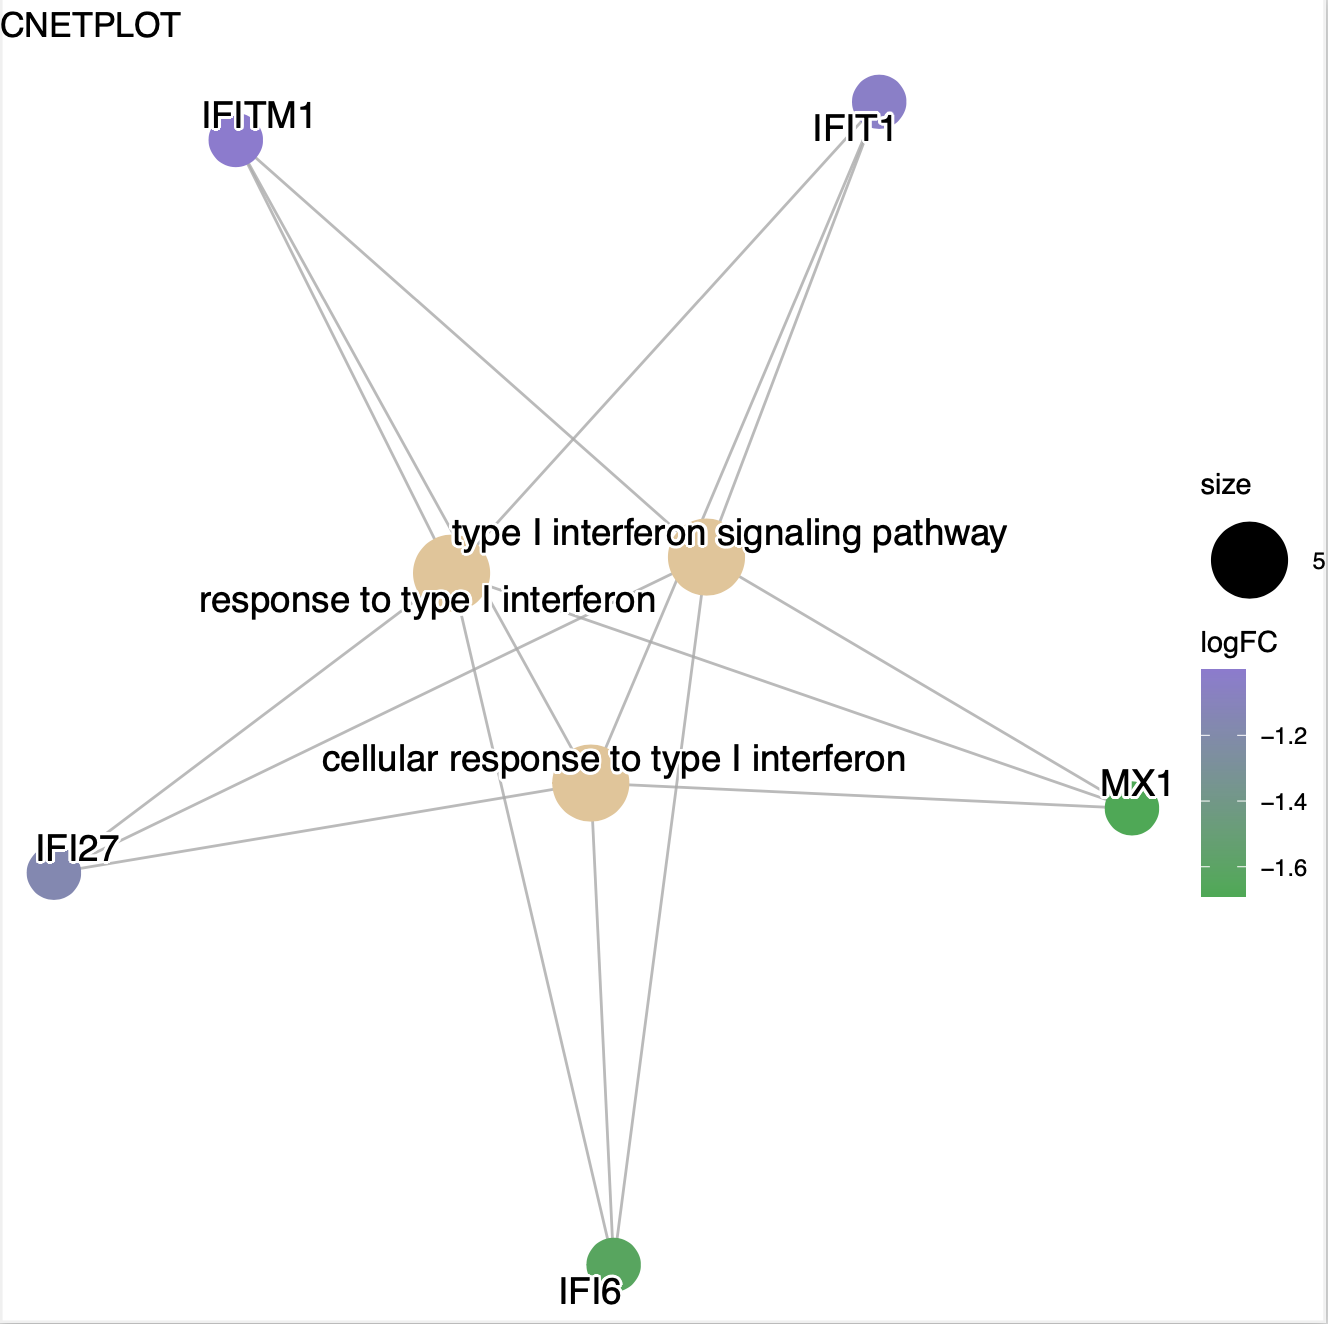 CNETPLOT
IFITM1
IFIT1
type I interferon signaling pathway
response to type I interferon
cellular response to type I interferon
MX1
IFI27
IFI6
size
5
logFC
−1.2
−1.4
−1.6